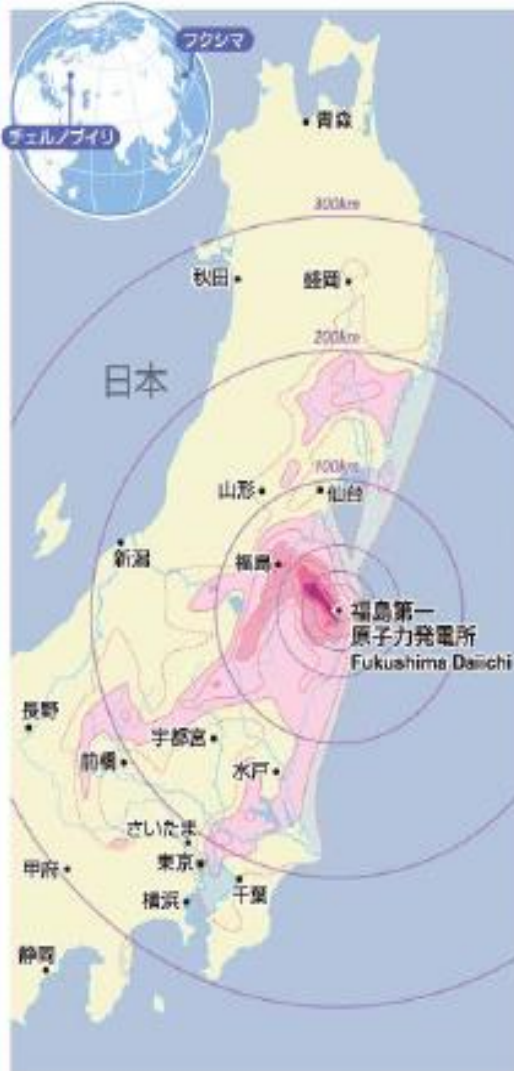 フクシマ
チェルノブイリ
青森
300km
秋田
盛岡
200km
日本
100km
山形
仙台
新潟
福島
福島第一
原子力発電所
Fukushima Daiichi
長野
宇都宮
前橋
水戸
さいたま
東京
甲府
千葉
横浜
静岡